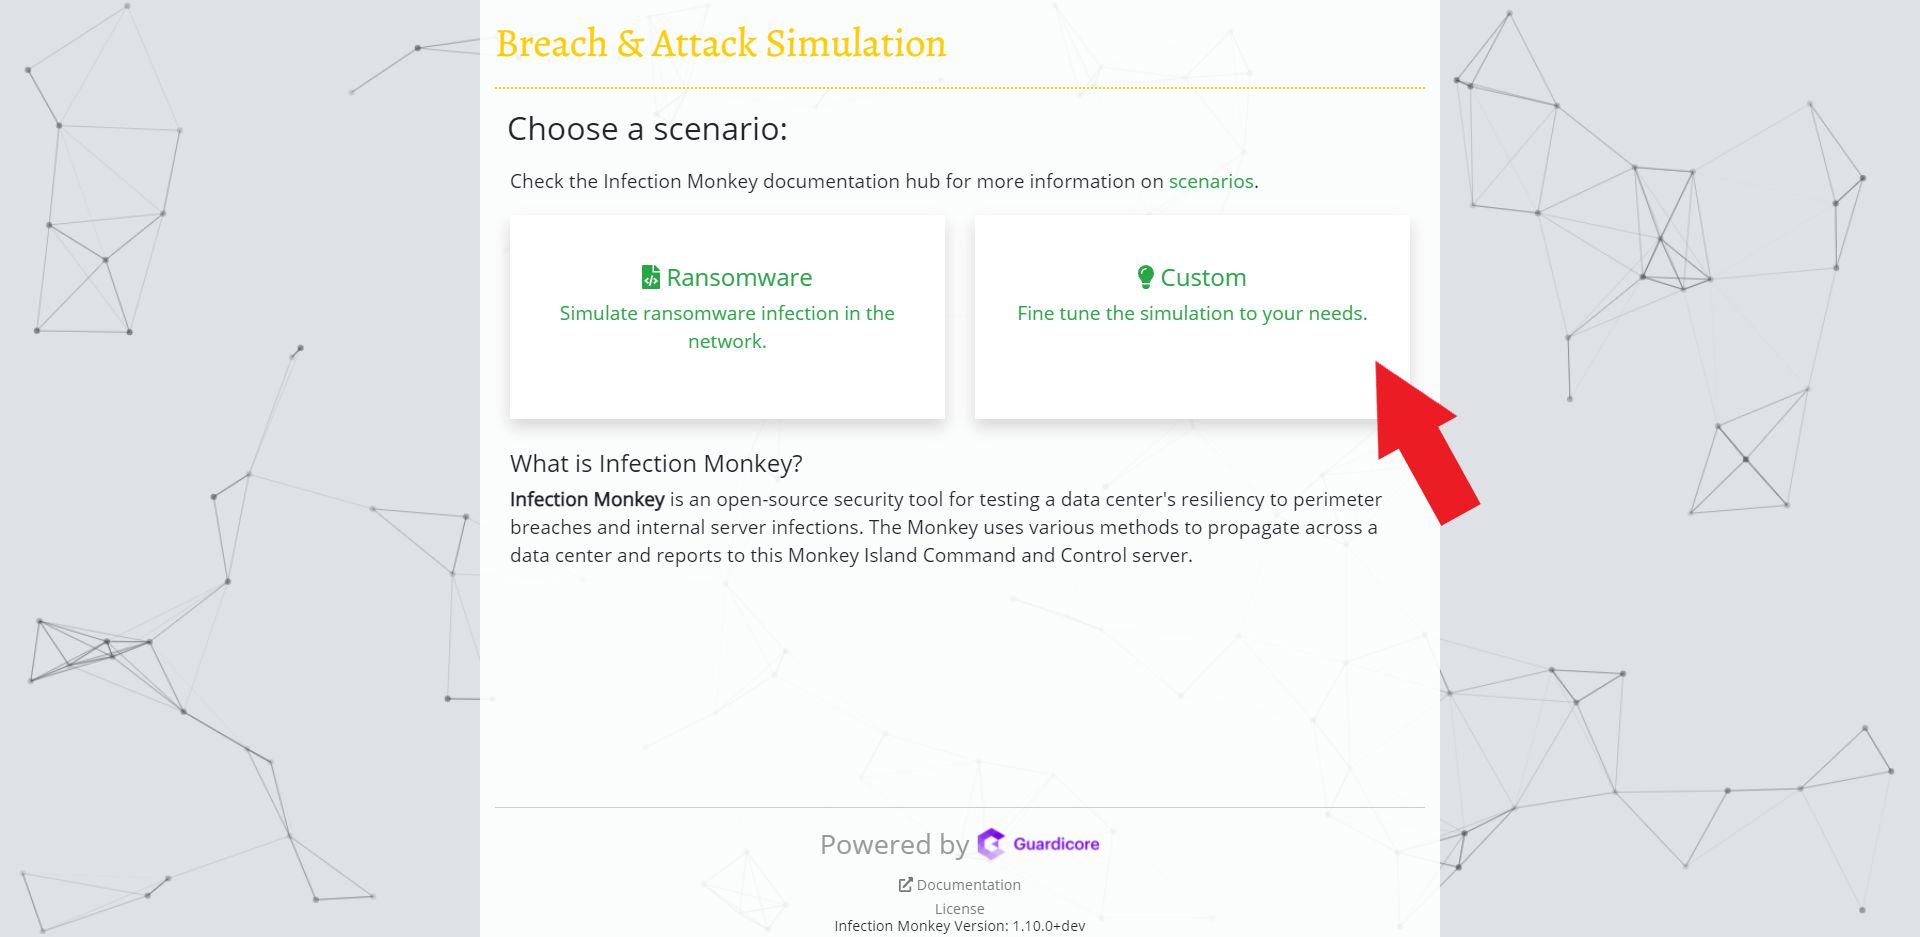 Breach & Attack Simulation
Choose a scenario:
Check the Infection Monkey documentation hub for more information on scenarios.
Ransomware
Simulate ransomware infection in the
network.
Custom
Fine tune the simulation to your needs.
What is Infection Monkey?
Infection Monkey is an open-source security tool for testing a data center's resiliency to perimeter
breaches and internal server infections. The Monkey uses various methods to propagate across a
data center and reports to this Monkey Island Command and Control server.
Powered by Guardicore
Documentation
License
Infection Monkey Version: 1.10.0+dev